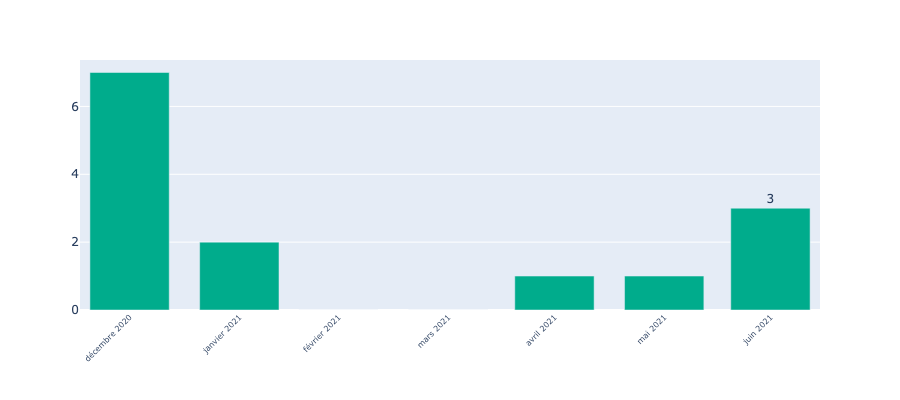 6
4
2
0
3
décembre 2020
janvier 2021
février 2021
mars 2021
avril 2021
mai 2021
juin 2021